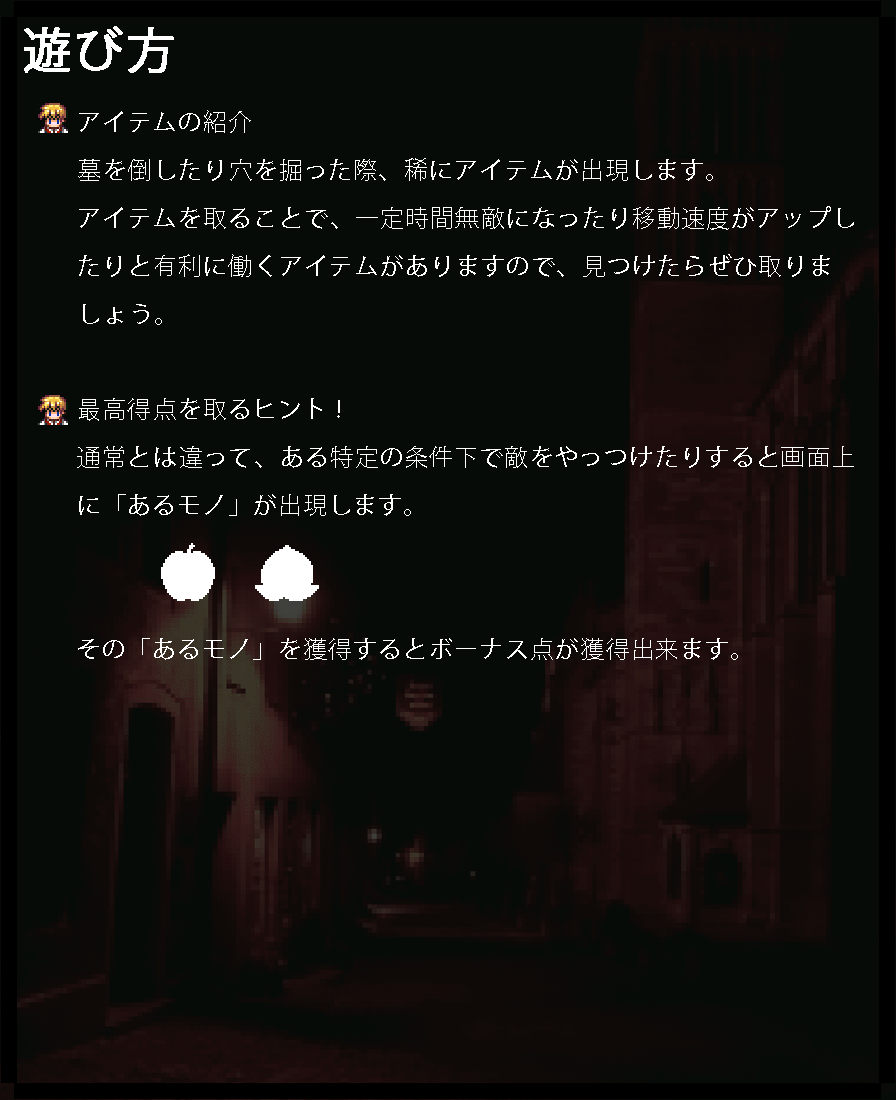 遊び方
アイテムの紹介
墓を倒したり穴を掘った際、稀にアイテムが出現します。
アイテムを取ることで、一定時間無敵になったり移動速度がアップし
たりと有利に働くアイテムがありますので、見つけたらぜひ取りま
しょう。
最高得点を取るヒント！
通常とは違って、ある特定の条件下で敵をやっつけたりすると画面上
に「あるモノ」が出現します。
その「あるモノ」を獲得するとボーナス点が獲得出来ます。